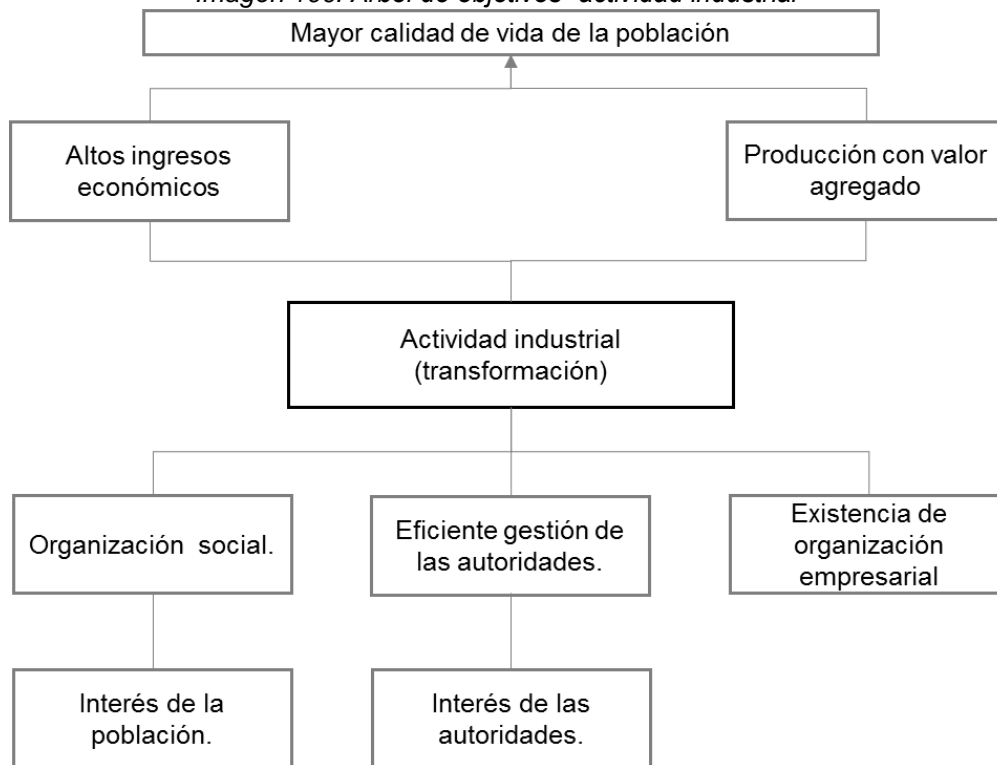 Mayor calidad de vida de la población
Altos ingresos
económicos
Producción con valor
agregado
Actividad industrial
(transformación)
Organización social.
Eficiente gestión de
las autoridades.
Existencia de
organización
empresarial
Interés de la
población.
Interés de las
autoridades.